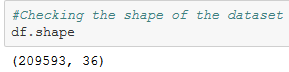 #Checking the shape of the dataset
df.shape
(209593, 36)